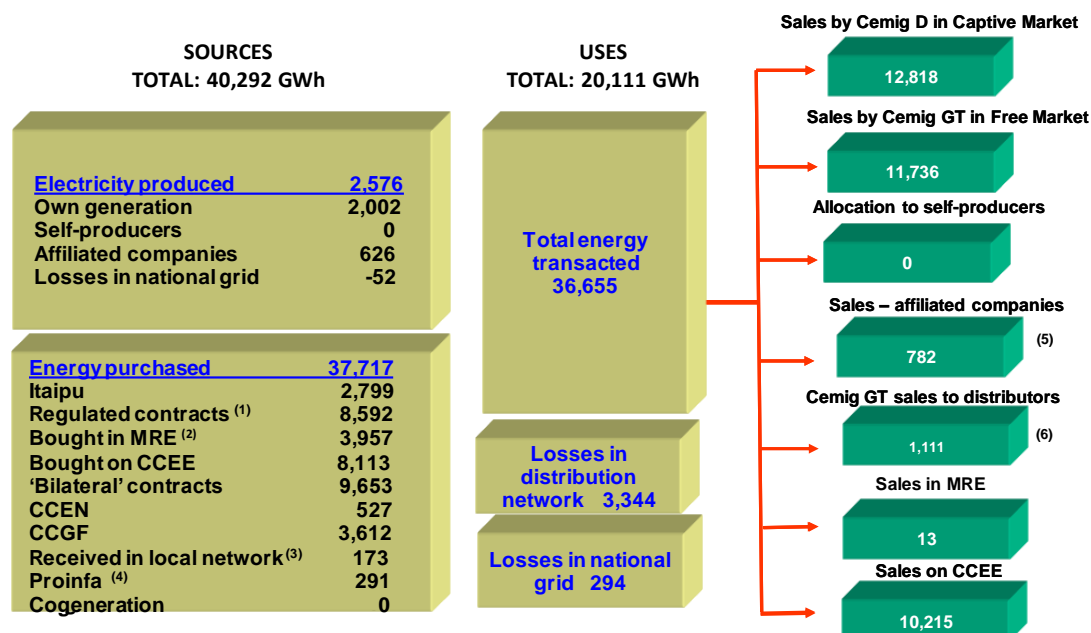 SOURCES
TOTAL: 40,292 GWh
Electricity produced 2,576
Own generation 2,002
Self-producers 0
Affiliated companies 626
Losses in national grid -52
Energy purchased 37,717
Itaipu 2,799
Regulated contracts (1) 8,592
Bought in MRE (2) 3,957
Bought on CCEE 8,113
‘Bilateral’ contracts 9,653
CCEN 527
CCGF 3,612
Received in local network (3) 173
Proinfa (4) 291
Cogeneration 0
USES
TOTAL: 20,111 GWh
Total energy
transacted
36,655
Losses in
distribution
network 3,344
Losses in national
grid 294
Sales by Cemig D in Captive Market
12,818
Sales by Cemig GT in Free Market
11,736
Allocation to self-producers
0
Sales – affiliated companies
782 (5)
Cemig GT sales to distributors
1,111 (6)
Sales in MRE
13
Sales on CCEE
10,215